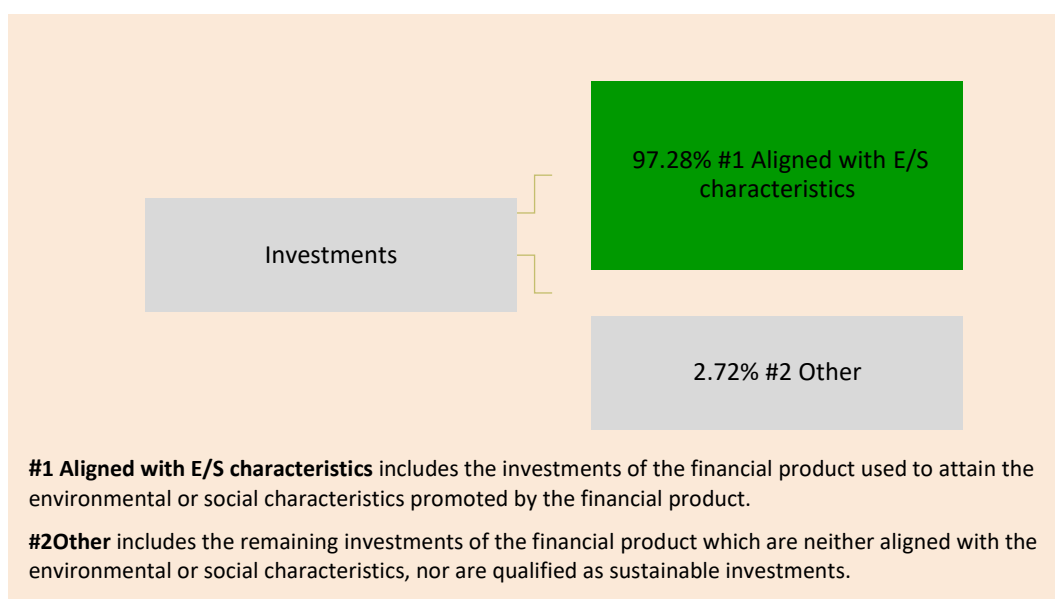 97.28% #1 Aligned with E/S
characteristics
Investments
2.72% #2 Other
#1 Aligned with E/S characteristics includes the investments of the financial product used to attain the
environmental or social characteristics promoted by the financial product.
#2Other includes the remaining investments of the financial product which are neither aligned with the
environmental or social characteristics, nor are qualified as sustainable investments.